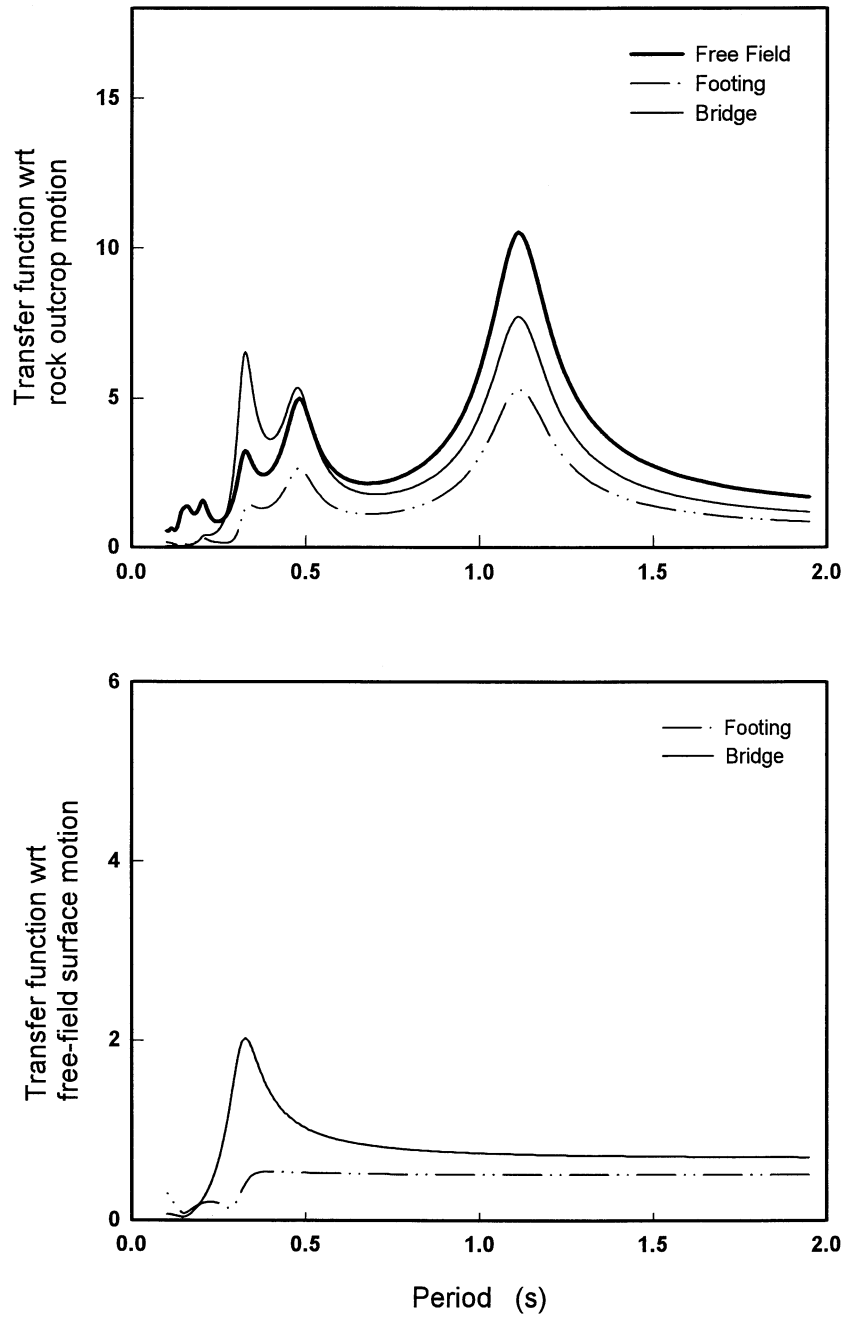 Transfer function wrt
rock outcrop motion
15
10
5
0
Free Field
Footing
Bridge
0.0 0.5 1.0 1.5 2.0
Transfer function wrt
free-field surface motion
6
4
2
0
Footing
Bridge
0.0 0.5 1.0 1.5 2.0
Period (s)